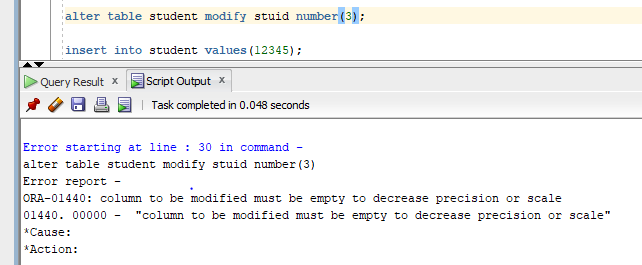 alter table student modify stuid number(3);
insert into student values(12345);
Query Result x Script Output x
Task completed in 0.048 seconds
Error starting at line : 30 in command -
alter table student modify stuid number(3)
Error report -
ORA-01440: column to be modified must be empty to decrease precision or scale
01440. 00000 -  "column to be modified must be empty to decrease precision or scale"
*Cause:
*Action: